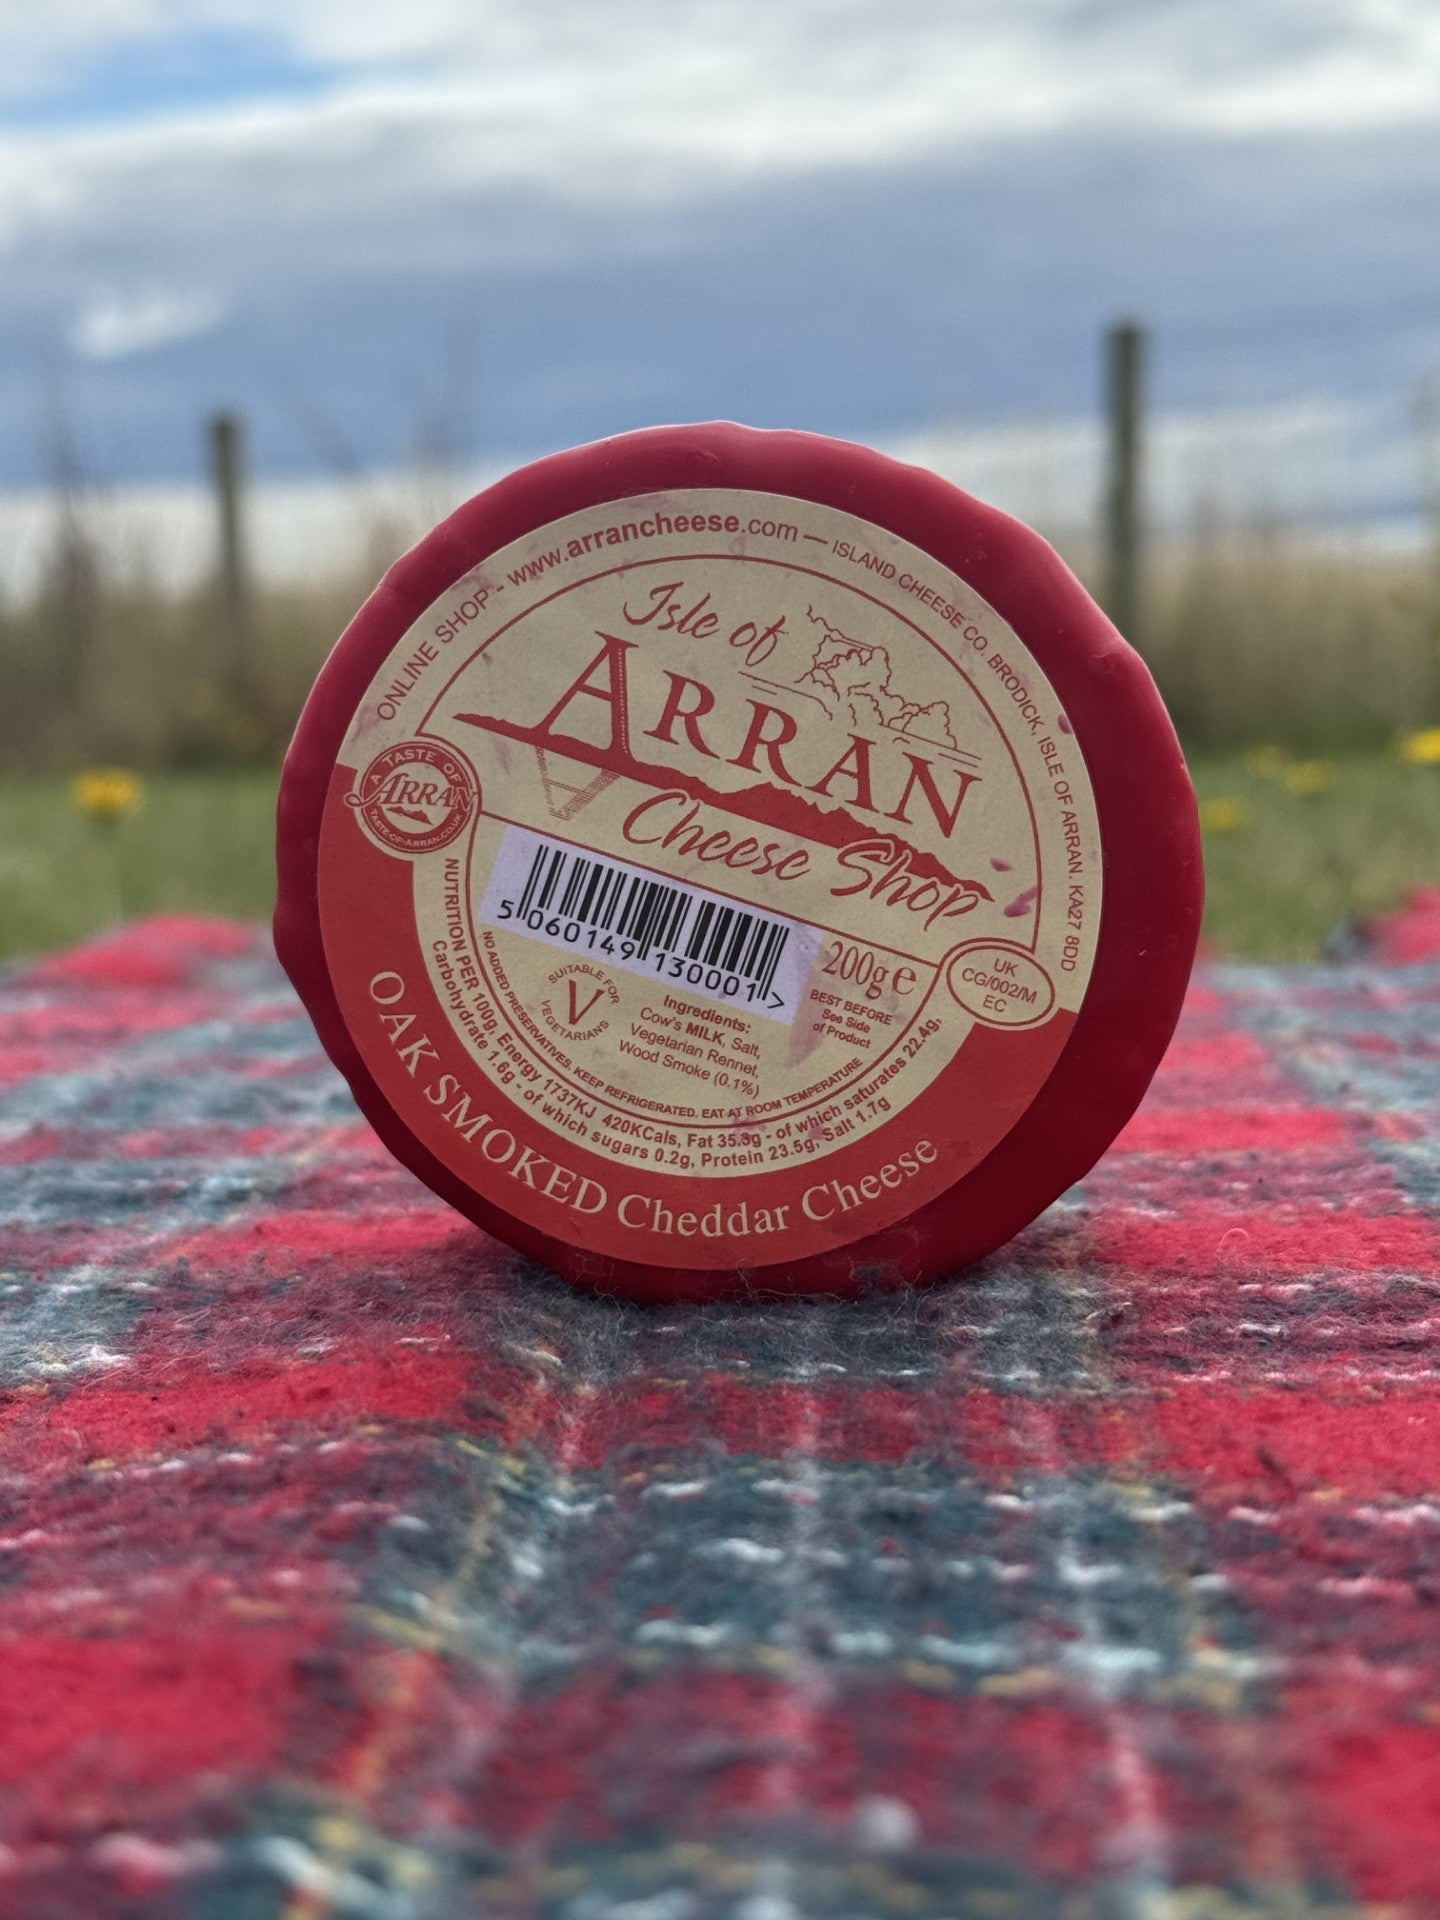 ONLINE SHOP - www.arrancheese.com — ISLAND CHEESE CO. BRODICK, ISLE OF ARRAN. KA27 8DD
Isle of
ARRAN
Cheese Shop
A TASTE OF
ARRAN
TASTE-OF-ARRAN.CO.UK
5 060149 130001 >
200g e
BEST BEFORE
See Side
of Product
UK
CG/002/M
EC
SUITABLE FOR
V
VEGETARIANS
Ingredients:
Cow's MILK, Salt,
Vegetarian Rennet,
Wood Smoke (0.1%)
NO ADDED PRESERVATIVES. KEEP REFRIGERATED. EAT AT ROOM TEMPERATURE
NUTRITION PER 100g, Energy 1737KJ 420KCals, Fat 35.3g - of which saturates 22.4g,
Carbohydrate 1.6g - of which sugars 0.2g, Protein 23.5g, Salt 1.7g
OAK SMOKED Cheddar Cheese